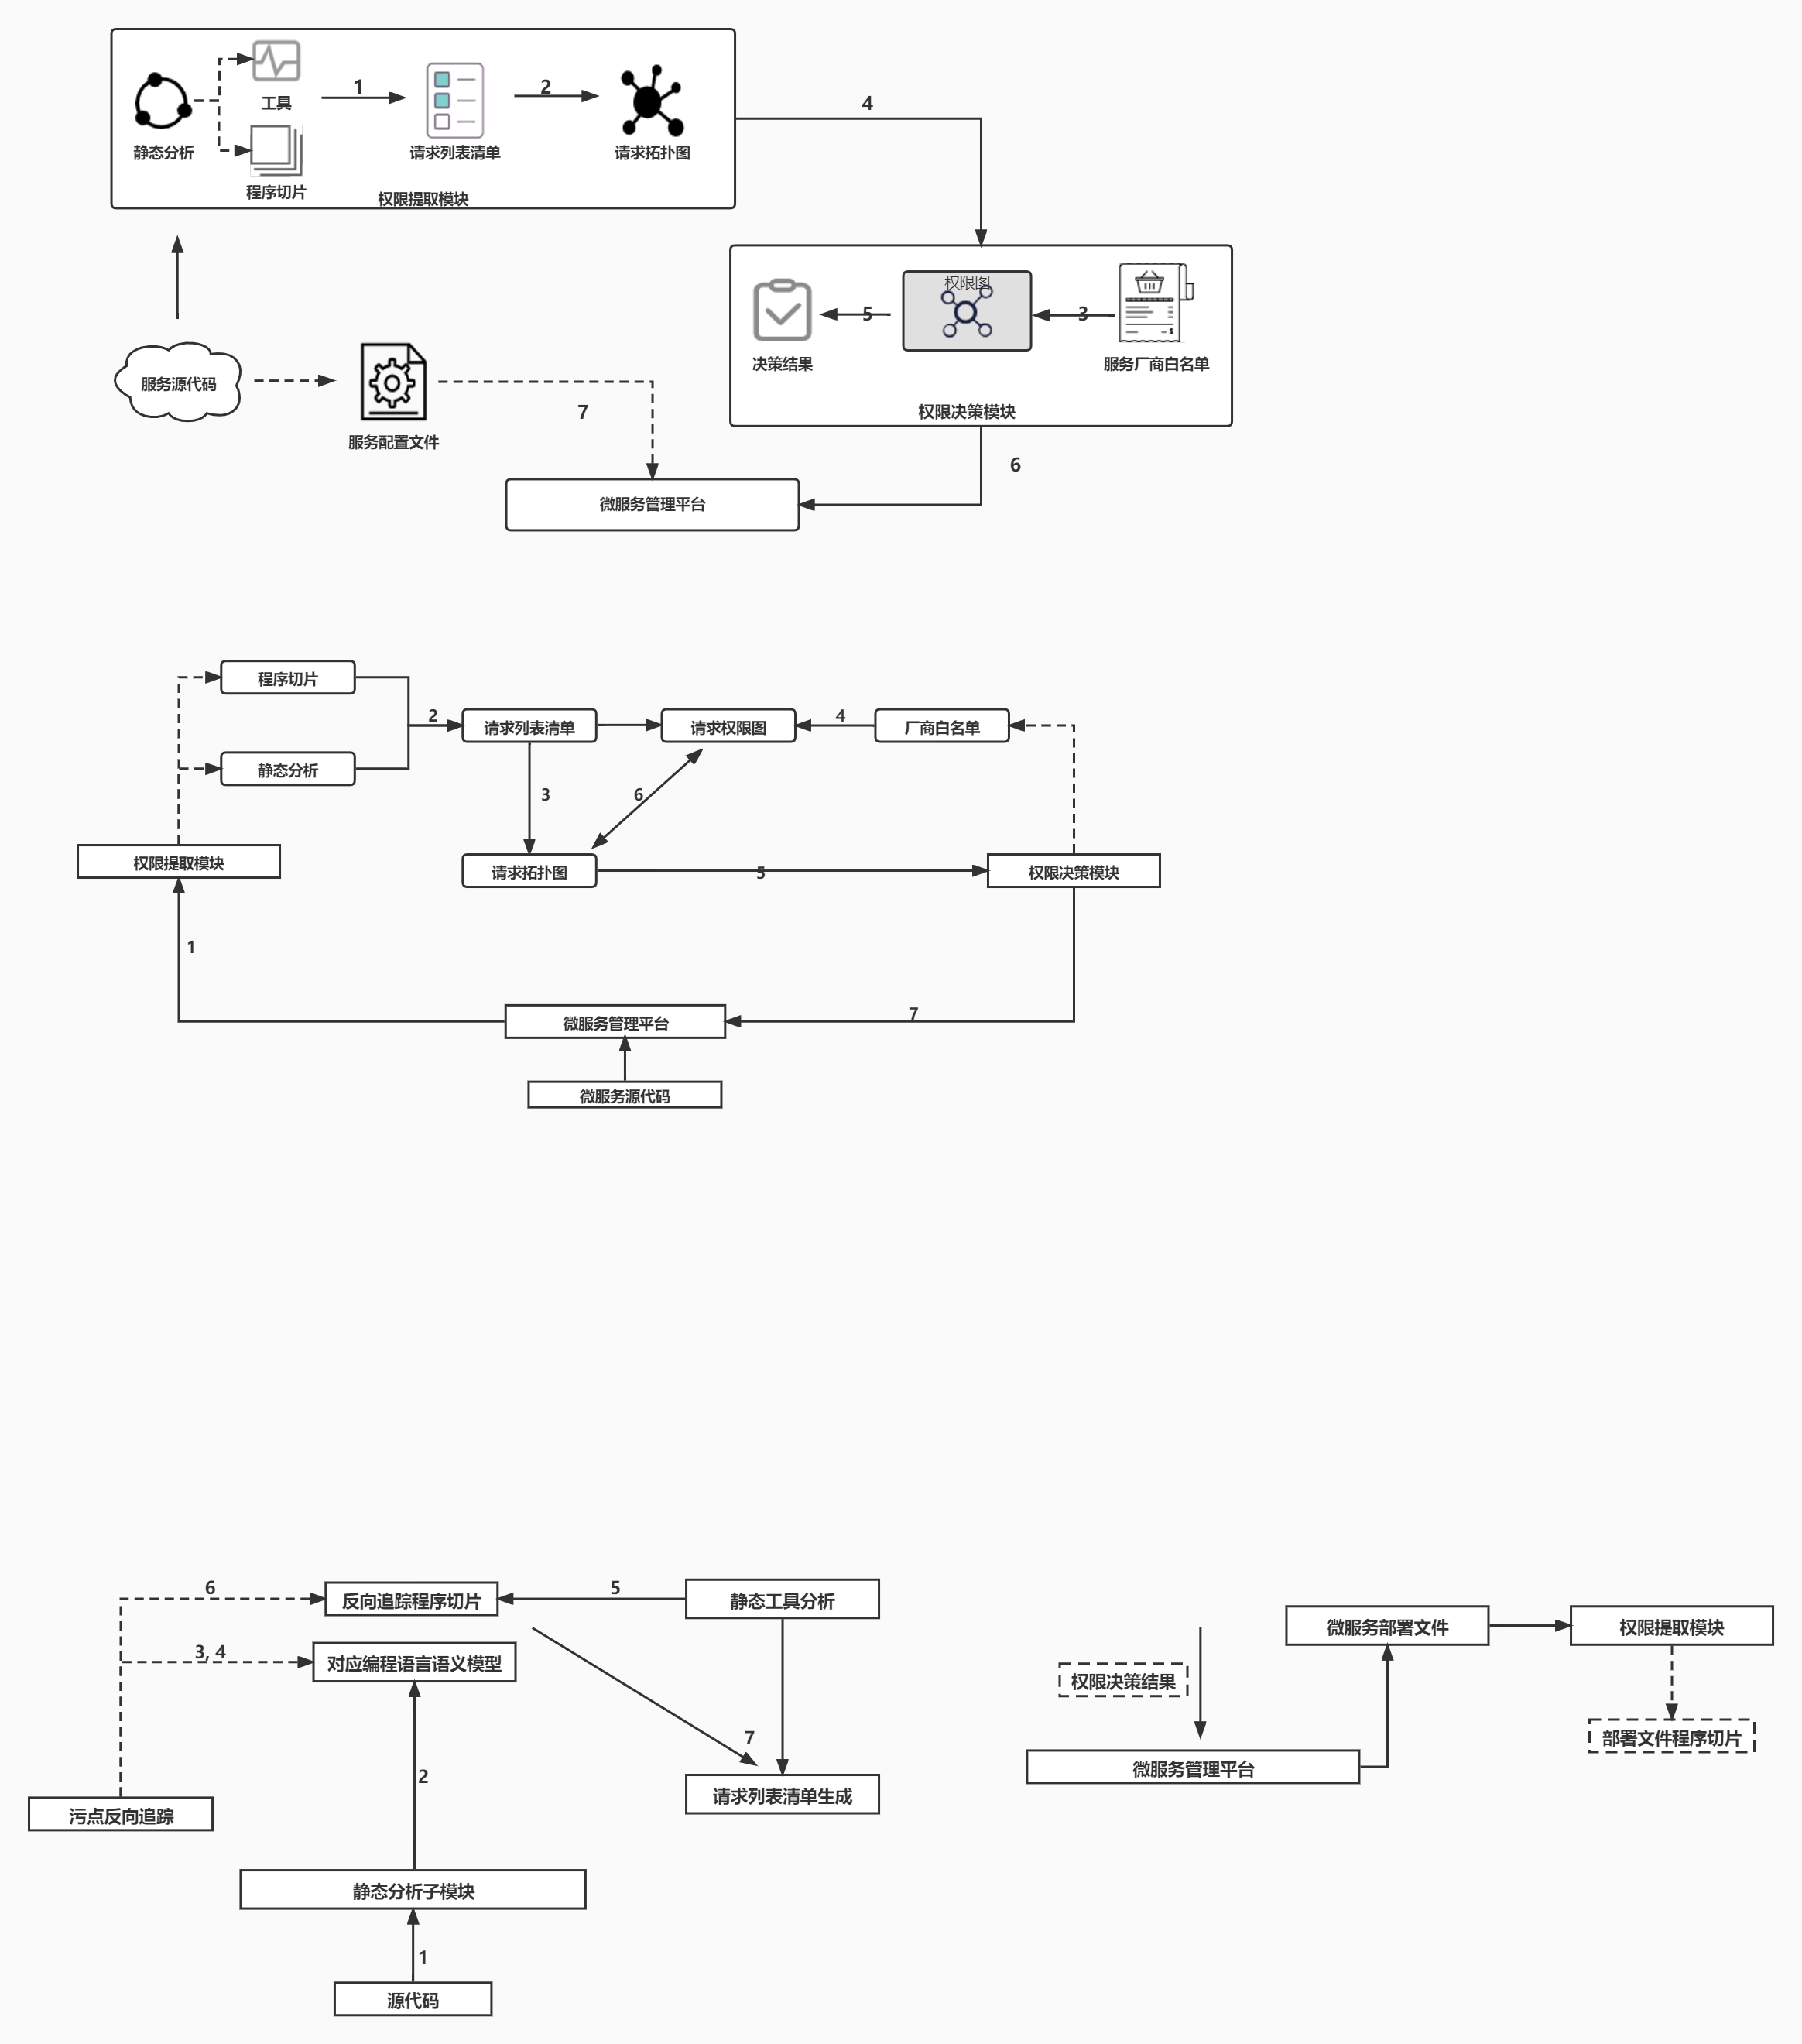 工具
1
2
静态分析
请求列表清单
请求拓扑图
程序切片
权限提取模块
4
权限图
5
3
$
决策结果
服务厂商白名单
权限决策模块
服务源代码
服务配置文件
7
6
微服务管理平台
程序切片
2
请求列表清单
请求权限图
4
厂商白名单
静态分析
3
6
权限提取模块
请求拓扑图
5
权限决策模块
1
微服务管理平台
7
微服务源代码
6
反向追踪程序切片
5
静态工具分析
3, 4
对应编程语言语义模型
7
2
请求列表清单生成
污点反向追踪
静态分析子模块
1
源代码
微服务部署文件
权限提取模块
权限决策结果
部署文件程序切片
微服务管理平台